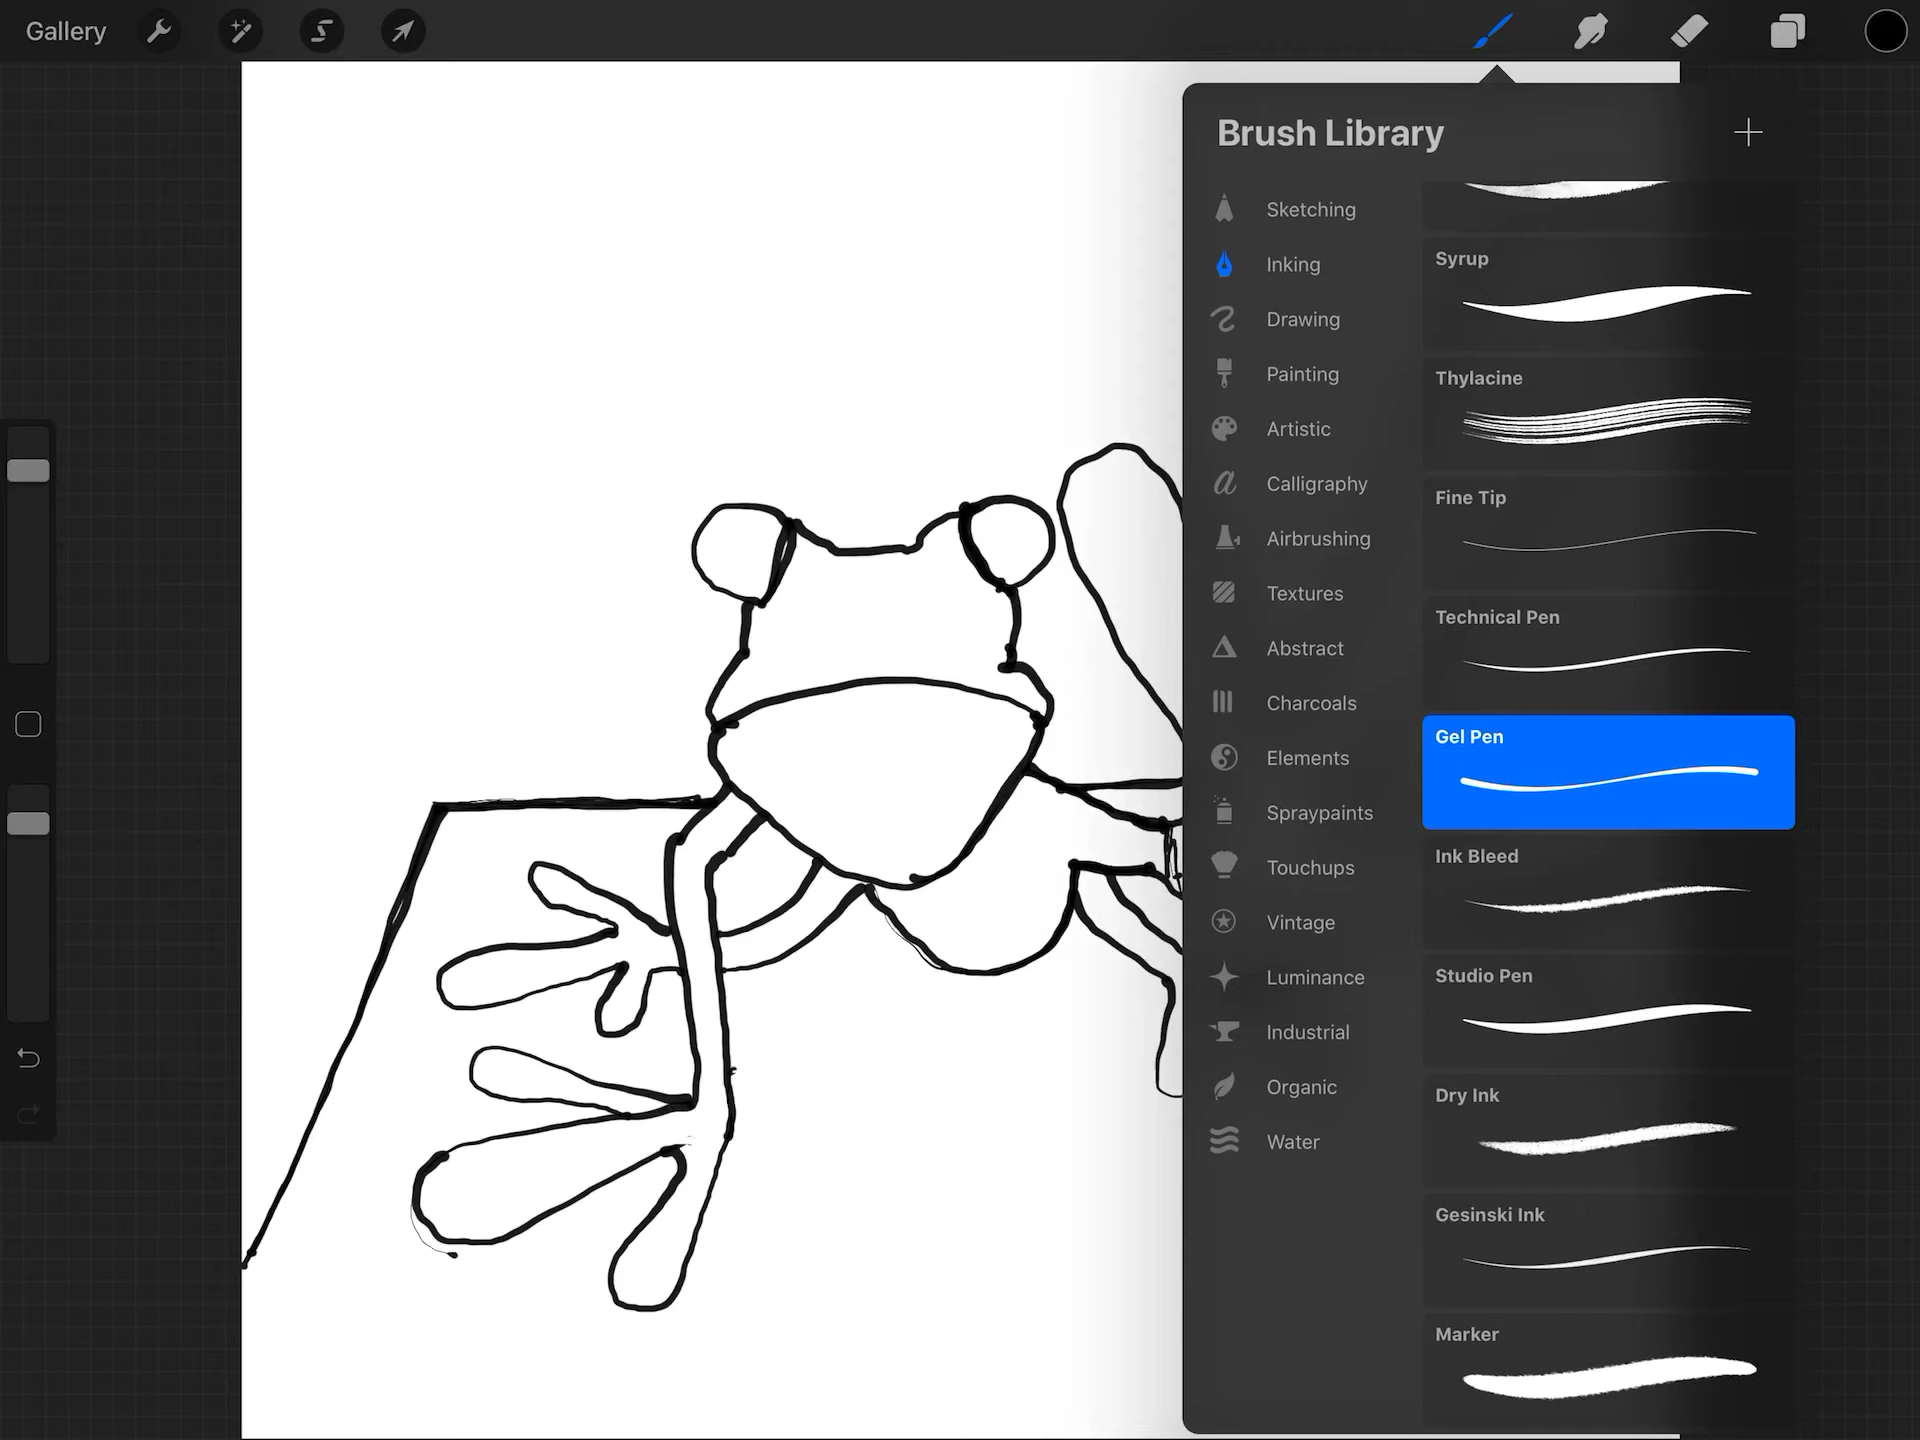 Gallery
Brush Library
Sketching
Inking
Drawing
Painting
Artistic
Calligraphy
Airbrushing
Textures
Abstract
Charcoals
Elements
Spraypaints
Touchups
Vintage
Luminance
Industrial
Organic
Water
Syrup
Thylacine
Fine Tip
Technical Pen
Gel Pen
Ink Bleed
Studio Pen
Dry Ink
Gesinski Ink
Marker